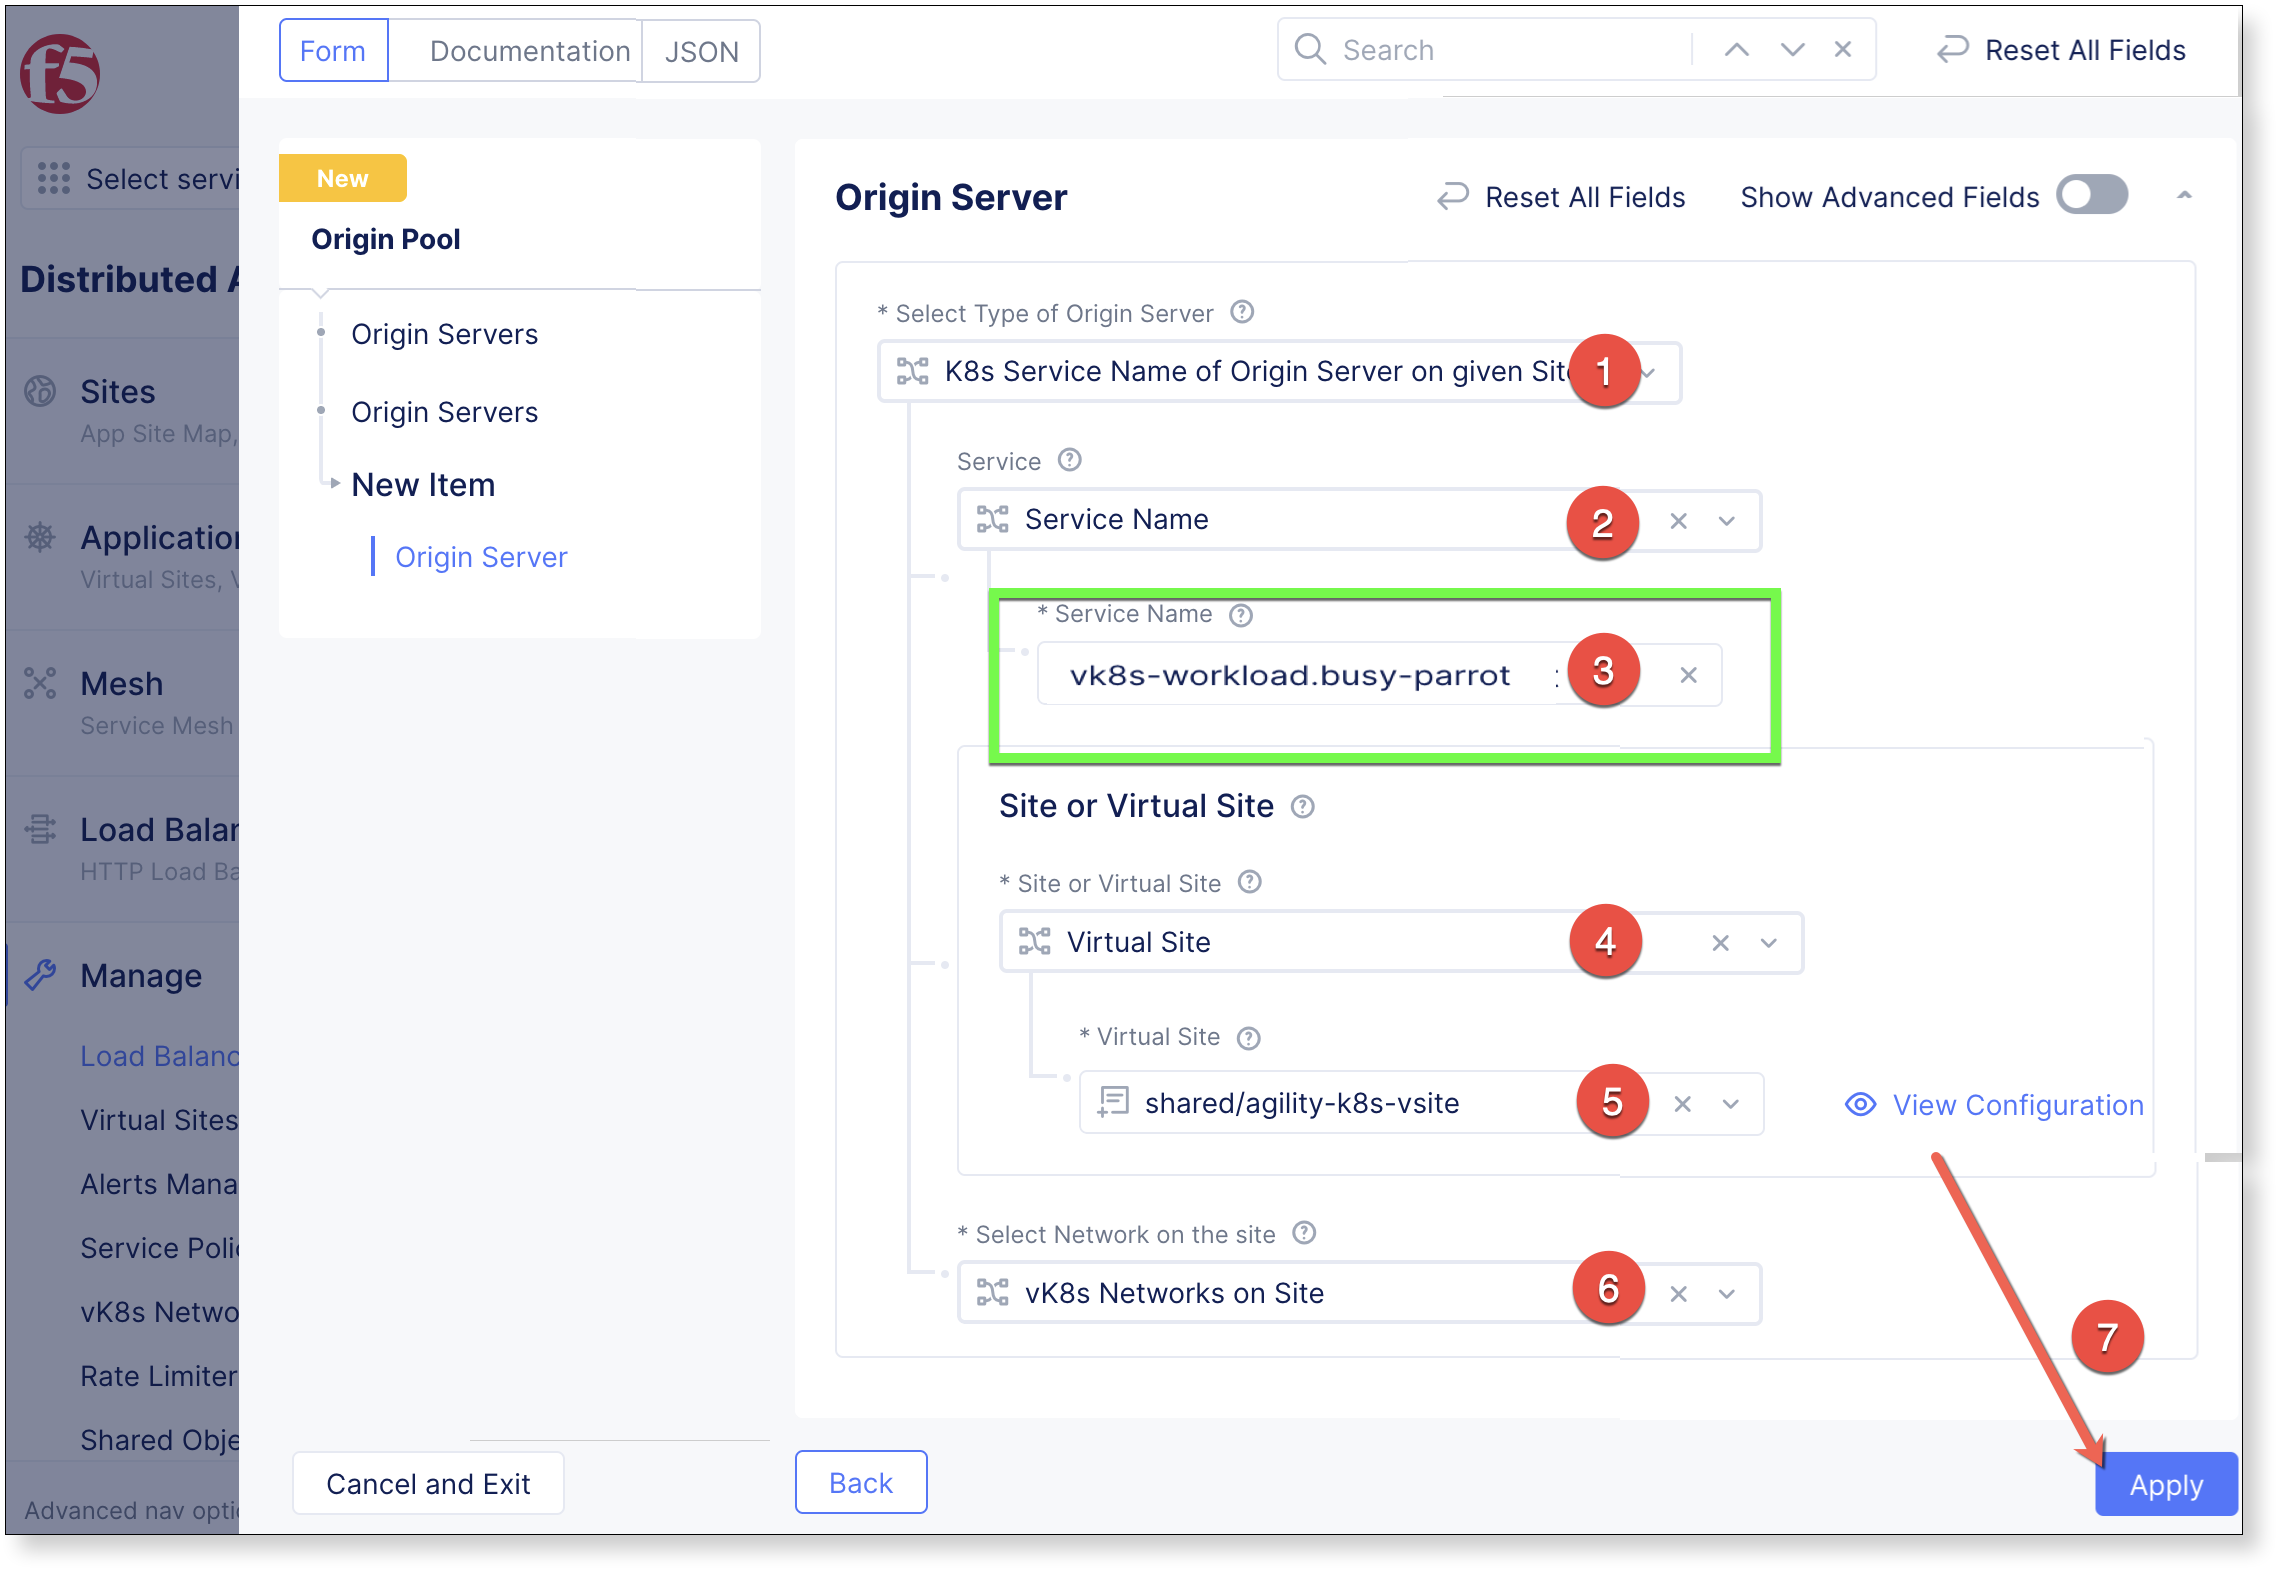 f5
Select servi
Distributed A
Sites
App Site Map,
Application
Virtual Sites, V
Mesh
Service Mesh
Load Balan
HTTP Load Ba
Manage
Load Balanc
Virtual Sites
Alerts Mana
Service Polic
vK8s Netwo
Rate Limiter
Shared Obje
Advanced nav optio
Form
Documentation
JSON
Search
Reset All Fields
New
Origin Pool
Origin Servers
Origin Servers
New Item
Origin Server
Origin Server
Reset All Fields
Show Advanced Fields
* Select Type of Origin Server ?
K8s Service Name of Origin Server on given Site
1
Service ?
Service Name
2
* Service Name ?
vk8s-workload.busy-parrot
3
Site or Virtual Site ?
* Site or Virtual Site ?
Virtual Site
4
* Virtual Site ?
shared/agility-k8s-vsite
5
View Configuration
* Select Network on the site ?
vK8s Networks on Site
6
7
Cancel and Exit
Back
Apply